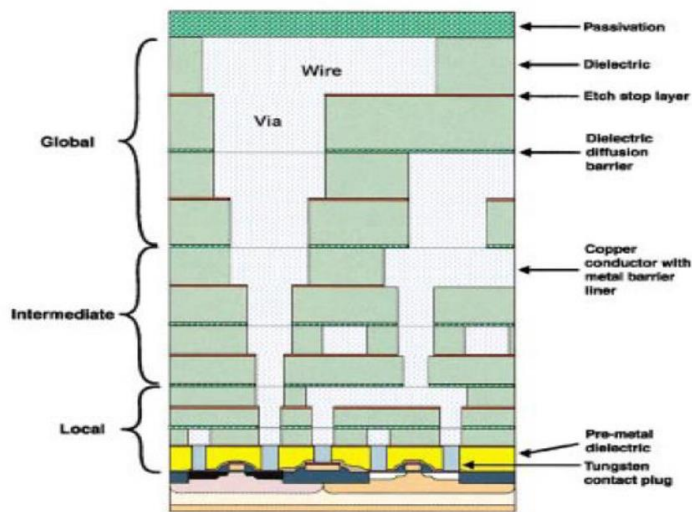 Passivation
Wire
Dielectric
Etch stop layer
Via
Global
Dielectric
diffusion
barrier
Copper
conductor with
metal barrier
liner
Intermediate
Local
Pre-metal
dielectric
Tungsten
contact plug